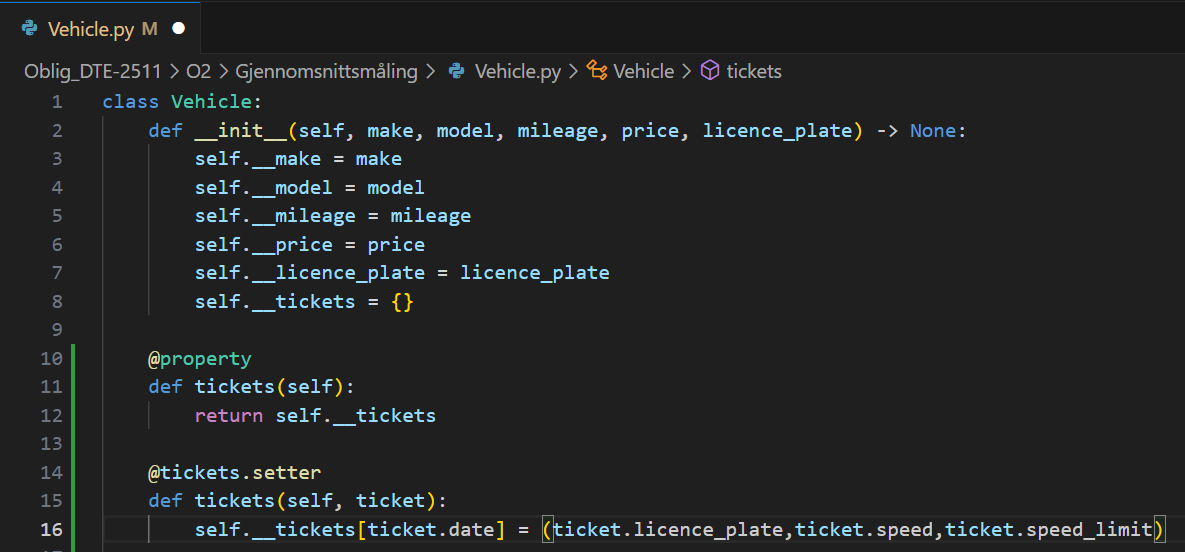 Vehicle.py M
Oblig_DTE-2511 > O2 > Gjennomsnittsmåling > Vehicle.py > Vehicle > tickets
1 class Vehicle:
2     def __init__(self, make, model, mileage, price, licence_plate) -> None:
3         self.__make = make
4         self.__model = model
5         self.__mileage = mileage
6         self.__price = price
7         self.__licence_plate = licence_plate
8         self.__tickets = {}
9
10     @property
11     def tickets(self):
12         return self.__tickets
13
14     @tickets.setter
15     def tickets(self, ticket):
16         self.__tickets[ticket.date] = (ticket.licence_plate,ticket.speed,ticket.speed_limit)